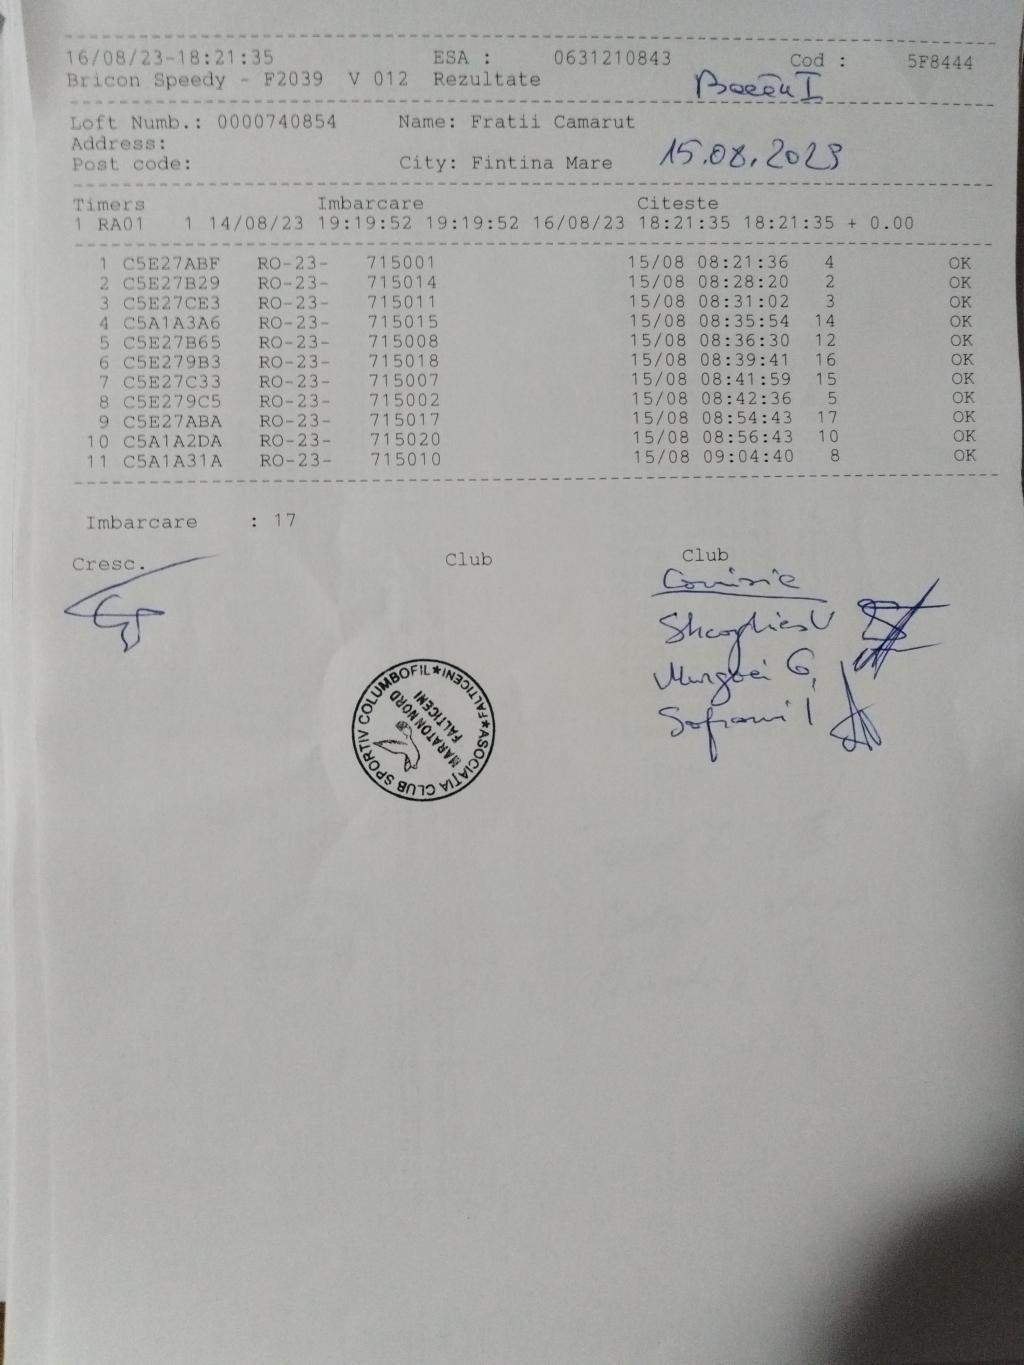 16/08/23-18:21:35 ESA : 0631210843 Cod : 5F8444
Bricon Speedy - F2039 V 012 Rezultate
Loft Numb.: 0000740854 Name: Fratii Camarut
Address:
Post code: City: Fintina Mare 15.08.2023
Timers Imbarcare Citeste
1 RA01 1 14/08/23 19:19:52 19:19:52 16/08/23 18:21:35 18:21:35 + 0.00
1 C5E27ABF RO-23- 715001 15/08 08:21:36 4 OK
2 C5E27B29 RO-23- 715014 15/08 08:28:20 2 OK
3 C5E27CE3 RO-23- 715011 15/08 08:31:02 3 OK
4 C5A1A3A6 RO-23- 715015 15/08 08:35:54 14 OK
5 C5E27B65 RO-23- 715008 15/08 08:36:30 12 OK
6 C5E279B3 RO-23- 715018 15/08 08:39:41 16 OK
7 C5E27C33 RO-23- 715007 15/08 08:41:59 15 OK
8 C5E279C5 RO-23- 715002 15/08 08:42:36 5 OK
9 C5E27ABA RO-23- 715017 15/08 08:54:43 17 OK
10 C5A1A2DA RO-23- 715020 15/08 08:56:43 10 OK
11 C5A1A31A RO-23- 715010 15/08 09:04:40 8 OK
Imbarcare : 17
Cresc. Club Club
Comisie
ASOCIAŢIA CLUB SPORTIV COLUMBOFIL★FALTICENI★
MARATON NORD
FALTICENI